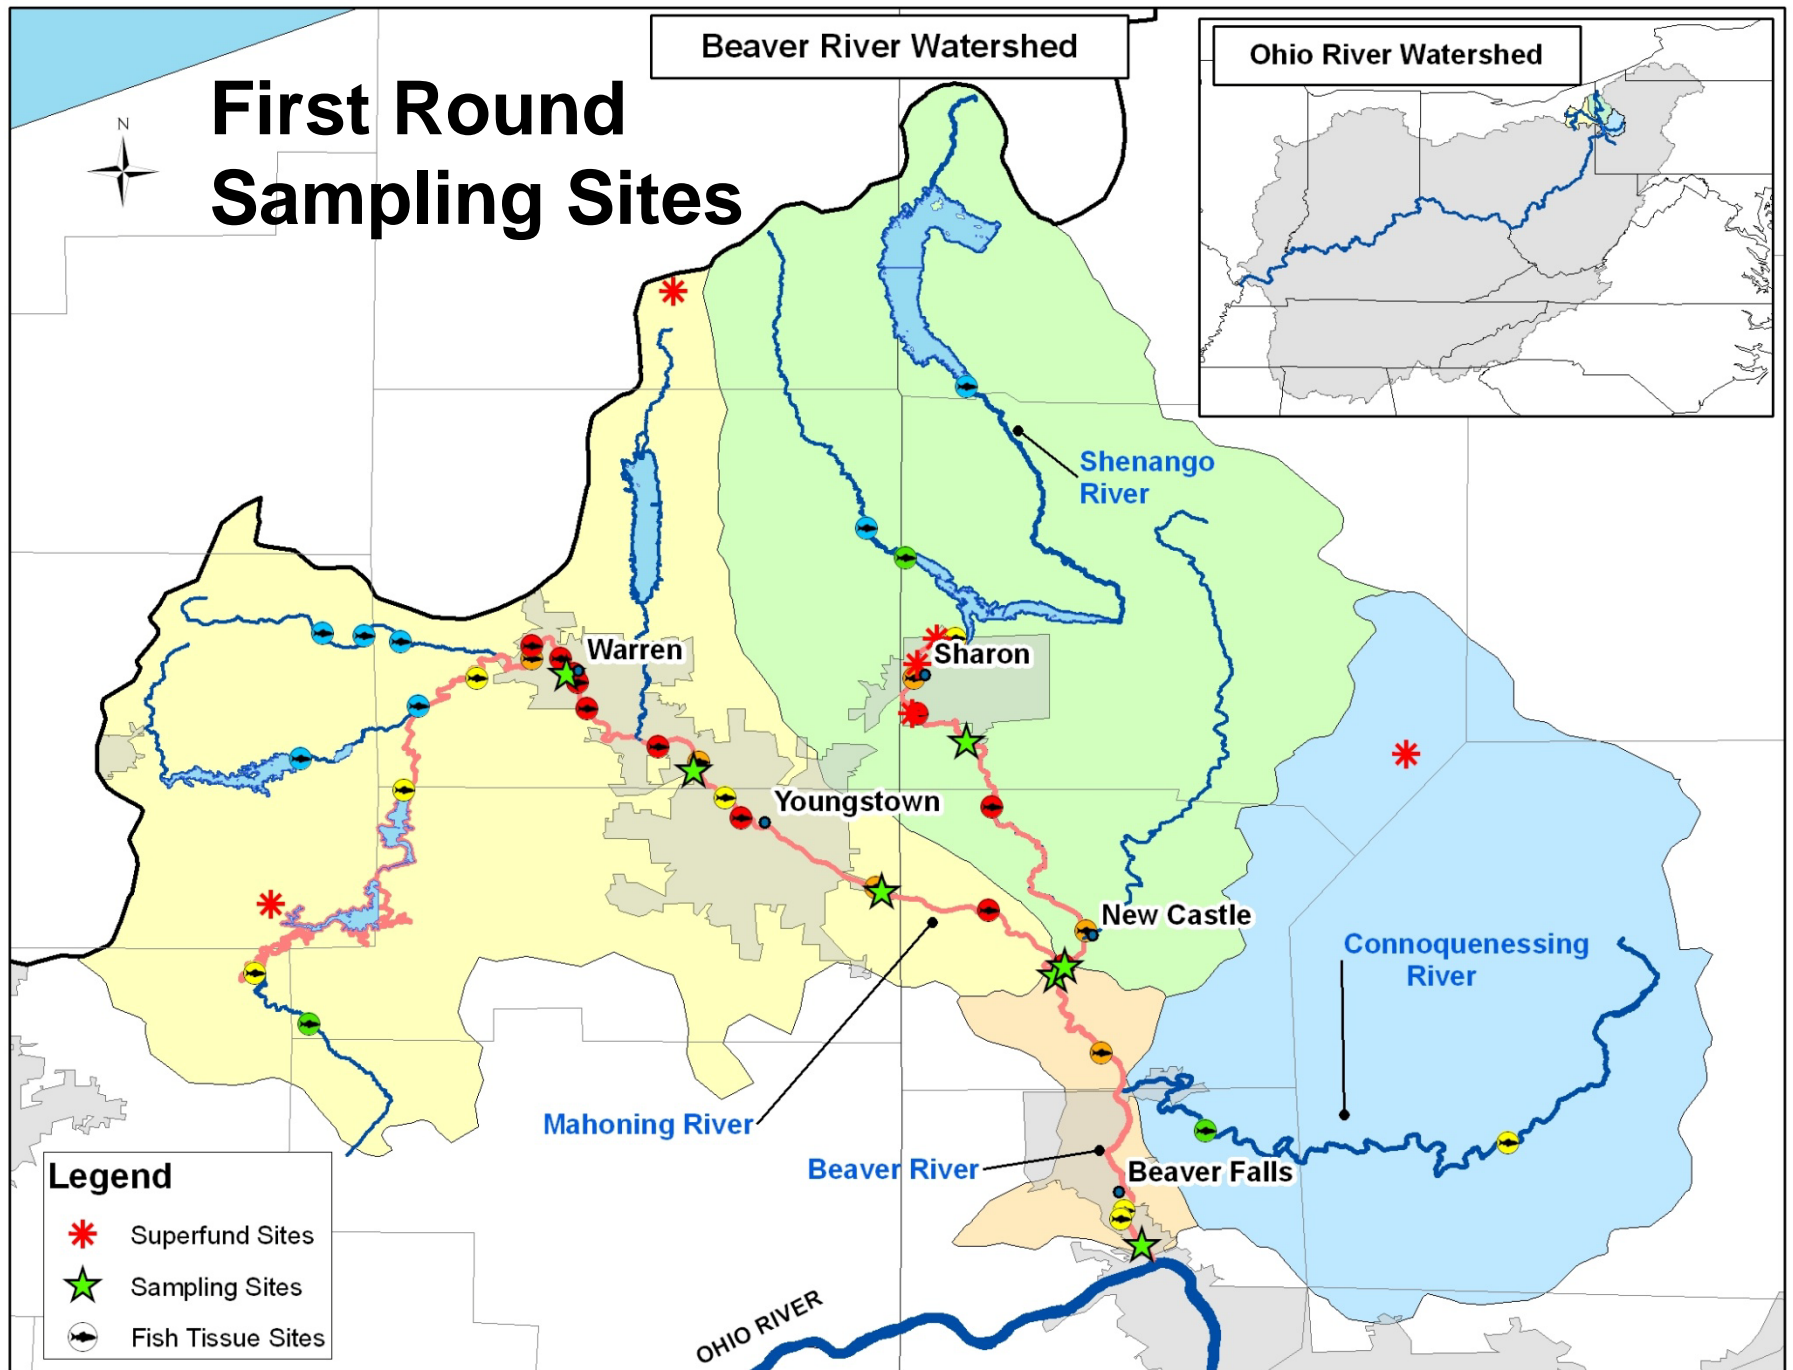 Beaver River Watershed
Ohio River Watershed
First Round
Sampling Sites
N
Shenango
River
Warren
Sharon
Youngstown
New Castle
Connoquenessing
River
Mahoning River
Beaver River
Beaver Falls
Legend
Superfund Sites
Sampling Sites
Fish Tissue Sites
OHIO RIVER